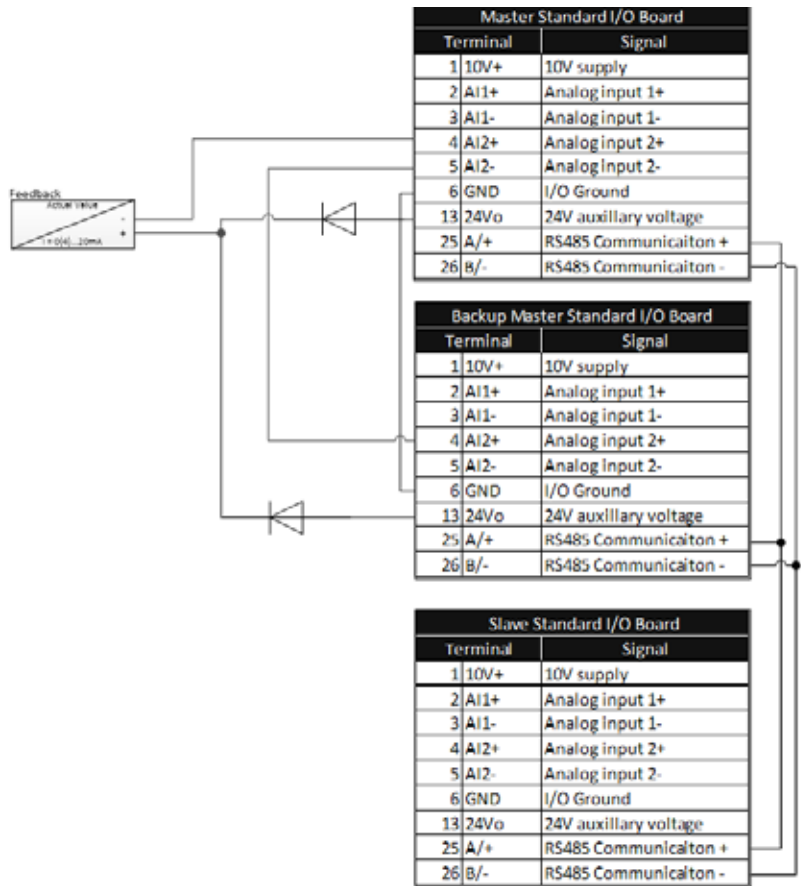 Feedback
Actual Value
-
+
I = 0(4)...20mA
Master Standard I/O Board
Terminal Signal
1 10V+ 10V supply
2 AI1+ Analog input 1+
3 AI1- Analog input 1-
4 AI2+ Analog input 2+
5 AI2- Analog input 2-
6 GND I/O Ground
13 24Vo 24V auxillary voltage
25 A/+ RS485 Communicaiton +
26 B/- RS485 Communicaiton -
Backup Master Standard I/O Board
Terminal Signal
1 10V+ 10V supply
2 AI1+ Analog input 1+
3 AI1- Analog input 1-
4 AI2+ Analog input 2+
5 AI2- Analog input 2-
6 GND I/O Ground
13 24Vo 24V auxillary voltage
25 A/+ RS485 Communicaiton +
26 B/- RS485 Communicaiton -
Slave Standard I/O Board
Terminal Signal
1 10V+ 10V supply
2 AI1+ Analog input 1+
3 AI1- Analog input 1-
4 AI2+ Analog input 2+
5 AI2- Analog input 2-
6 GND I/O Ground
13 24Vo 24V auxillary voltage
25 A/+ RS485 Communicaiton +
26 B/- RS485 Communicaiton -